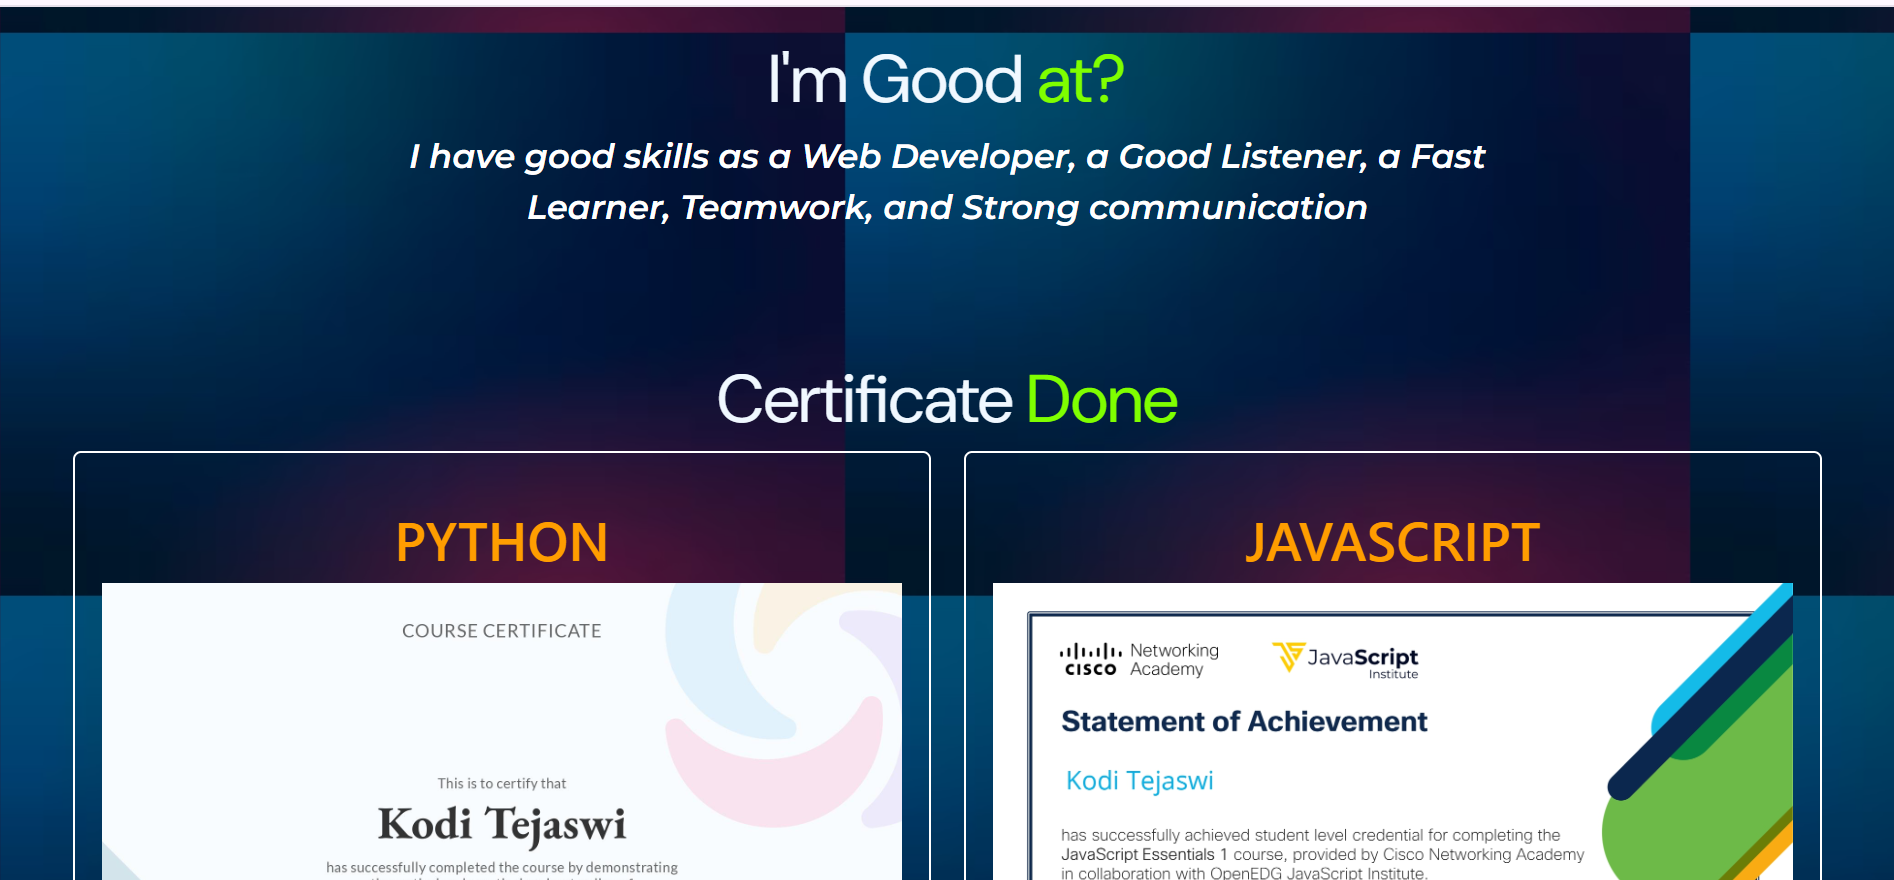 I'm Good at?
I have good skills as a Web Developer, a Good Listener, a Fast
Learner, Teamwork, and Strong communication
Certificate Done
PYTHON
COURSE CERTIFICATE
This is to certify that
Kodi Tejaswi
has successfully completed the course by demonstrating
JAVASCRIPT
cisco Networking
Academy
JavaScript
Institute
Statement of Achievement
Kodi Tejaswi
has successfully achieved student level credential for completing the
JavaScript Essentials 1 course, provided by Cisco Networking Academy
in collaboration with OpenEDG JavaScript Institute.